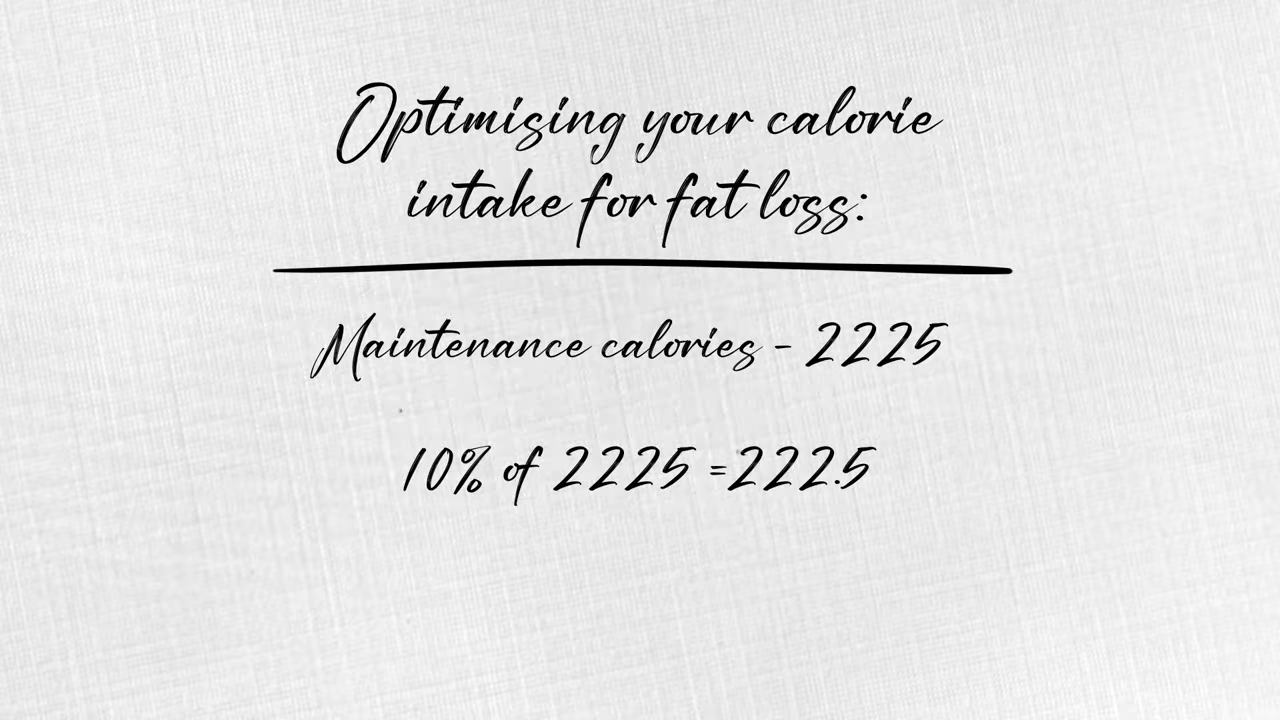 Optimising your calorie
intake for fat loss:
Maintenance calories - 2225
10% of 2225 =222.5